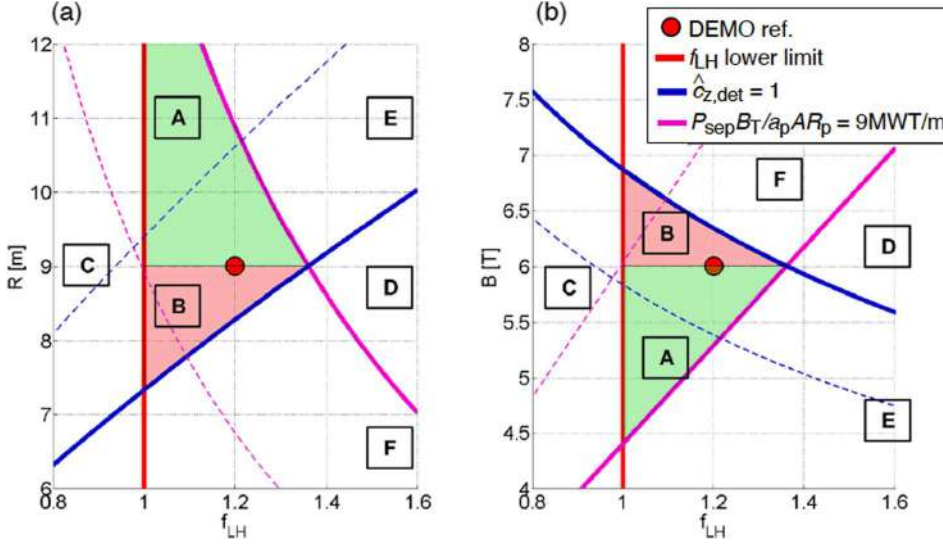 (a)
12
11
10
9
8
7
6
R [m]
0.8
1
1.2
1.4
1.6
f_LH
A
E
C
B
D
F
(b)
8
7.5
7
6.5
6
5.5
5
4.5
4
B [T]
0.8
1
1.2
1.4
1.6
f_LH
F
B
D
C
A
E
DEMO ref.
f_LH lower limit
ĉ_z,det = 1
P_sep B_T/a_p AR_p = 9MWT/m